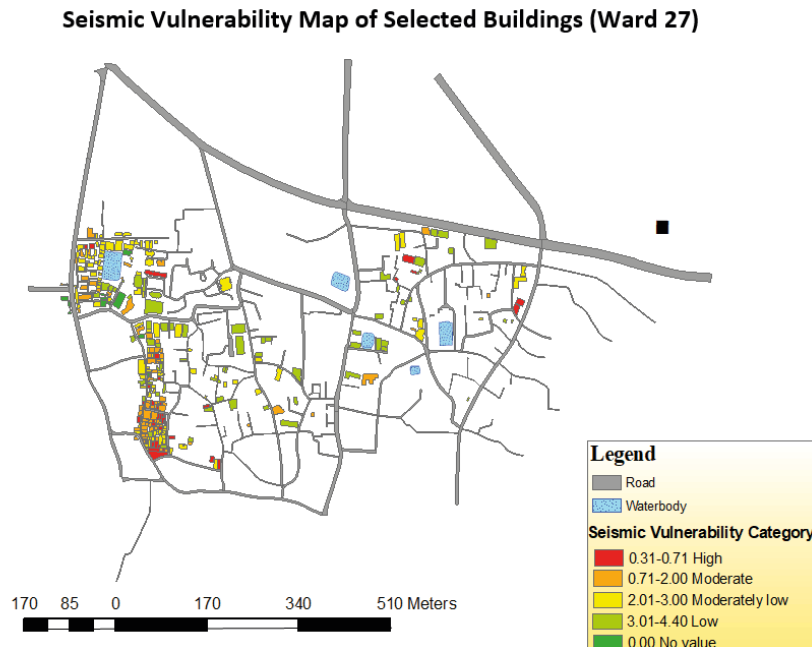 Seismic Vulnerability Map of Selected Buildings (Ward 27)
Legend
Road
Waterbody
Seismic Vulnerability Category
0.31-0.71 High
0.71-2.00 Moderate
2.01-3.00 Moderately low
3.01-4.40 Low
0.00 No value
170 85 0 170 340 510 Meters